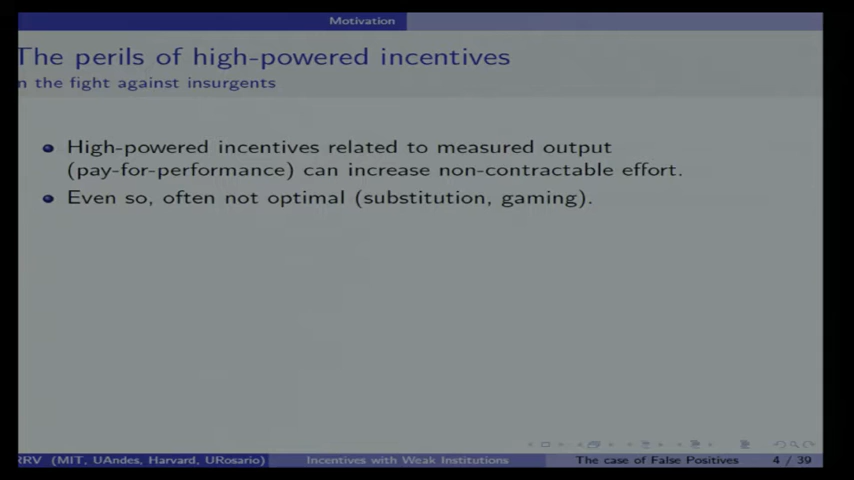 Motivation
The perils of high-powered incentives
n the fight against insurgents
High-powered incentives related to measured output
(pay-for-performance) can increase non-contractable effort.
Even so, often not optimal (substitution, gaming).
RRV (MIT, UAndes, Harvard, URosario) Incentives with Weak Institutions The case of False Positives 4 / 39